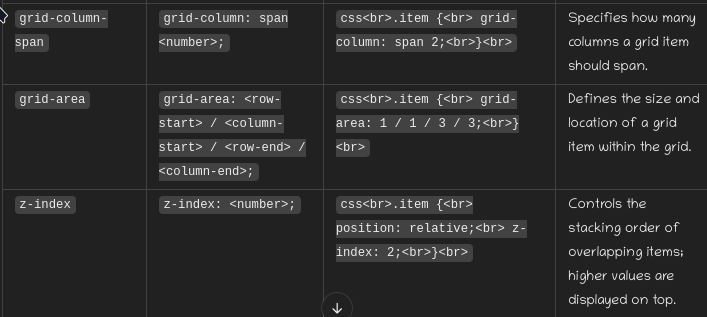 grid-column-
span
grid-column: span
<number>;
css<br>.item {<br> grid-
column: span 2;<br>}<br>
Specifies how many
columns a grid item
should span.
grid-area
grid-area: <row-
start> / <column-
start> / <row-end> /
<column-end>;
css<br>.item {<br> grid-
area: 1 / 1 / 3 / 3;<br>}
<br>
Defines the size and
location of a grid
item within the grid.
z-index
z-index: <number>;
css<br>.item {<br>
position: relative;<br> z-
index: 2;<br>}<br>
Controls the
stacking order of
overlapping items;
higher values are
displayed on top.